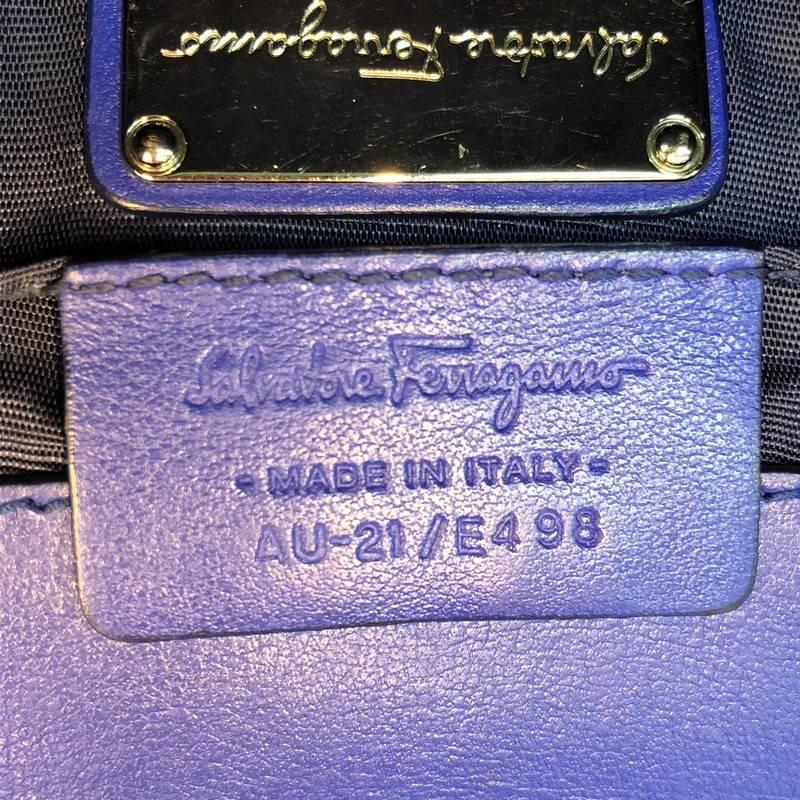 Salvatore Ferragamo
Salvatore Ferragamo
- MADE IN ITALY -
AU-21/E498